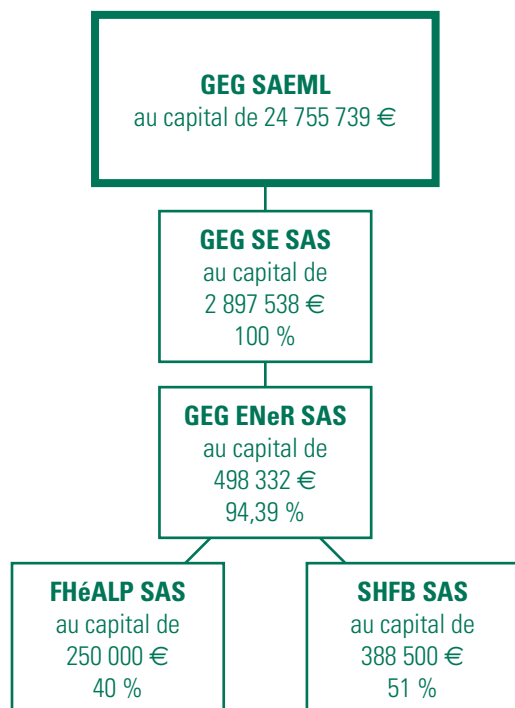 GEG SAEML
au capital de 24 755 739 €
GEG SE SAS
au capital de
2 897 538 €
100 %
GEG ENeR SAS
au capital de
498 332 €
94,39 %
FHéALP SAS
au capital de
250 000 €
40 %
SHFB SAS
au capital de
388 500 €
51 %